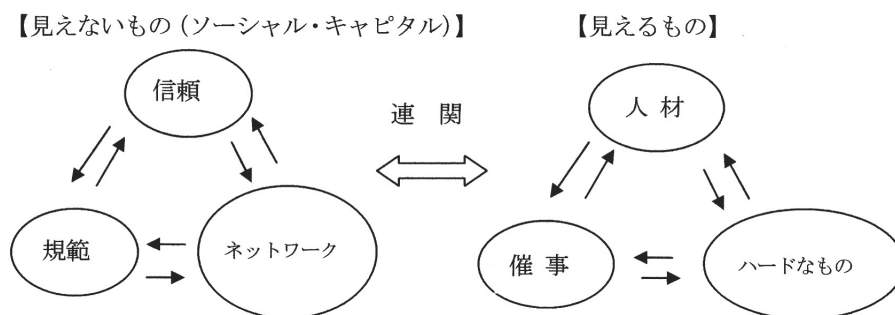 【見えないもの（ソーシャル・キャピタル）】
【見えるもの】
信頼
連 関
人 材
規範
ネットワーク
催 事
ハードなもの